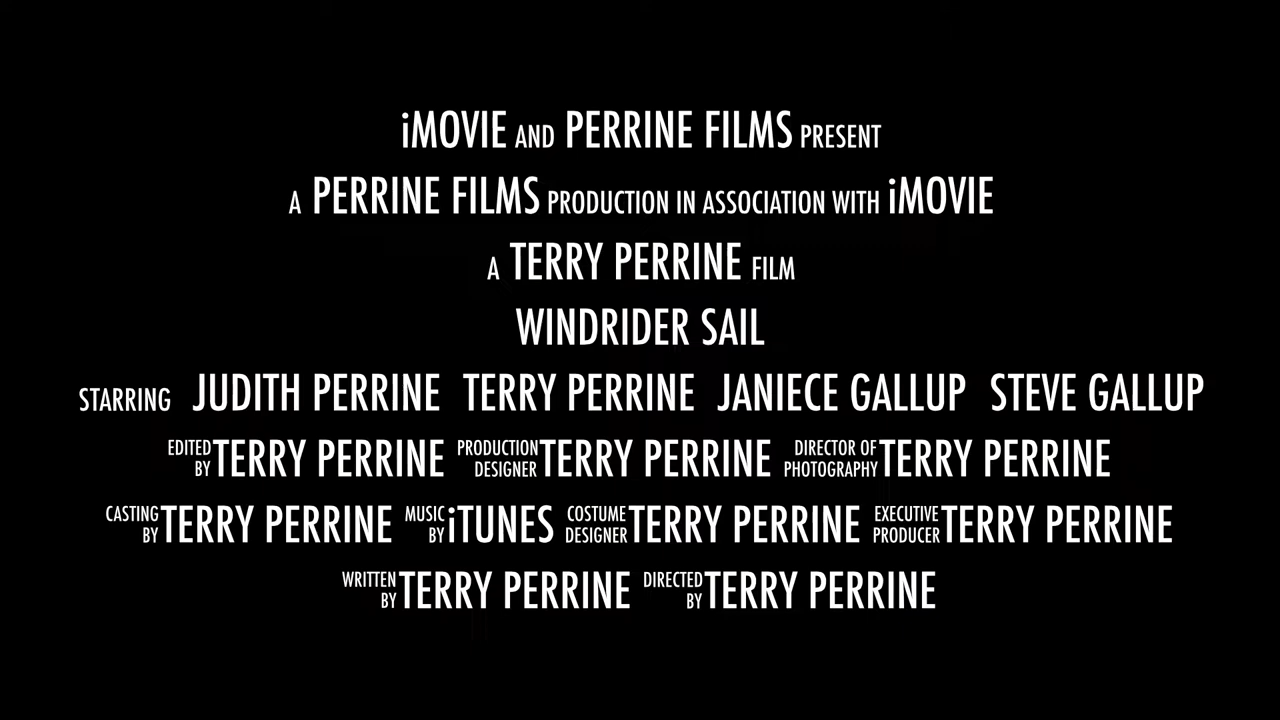 iMOVIE AND PERRINE FILMS PRESENT
A PERRINE FILMS PRODUCTION IN ASSOCIATION WITH iMOVIE
A TERRY PERRINE FILM
WINDRIDER SAIL
STARRING JUDITH PERRINE TERRY PERRINE JANIECE GALLUP STEVE GALLUP
EDITED BY TERRY PERRINE PRODUCTION DESIGNER TERRY PERRINE DIRECTOR OF PHOTOGRAPHY TERRY PERRINE
CASTING BY TERRY PERRINE MUSIC BY iTUNES COSTUME DESIGNER TERRY PERRINE EXECUTIVE PRODUCER TERRY PERRINE
WRITTEN BY TERRY PERRINE DIRECTED BY TERRY PERRINE